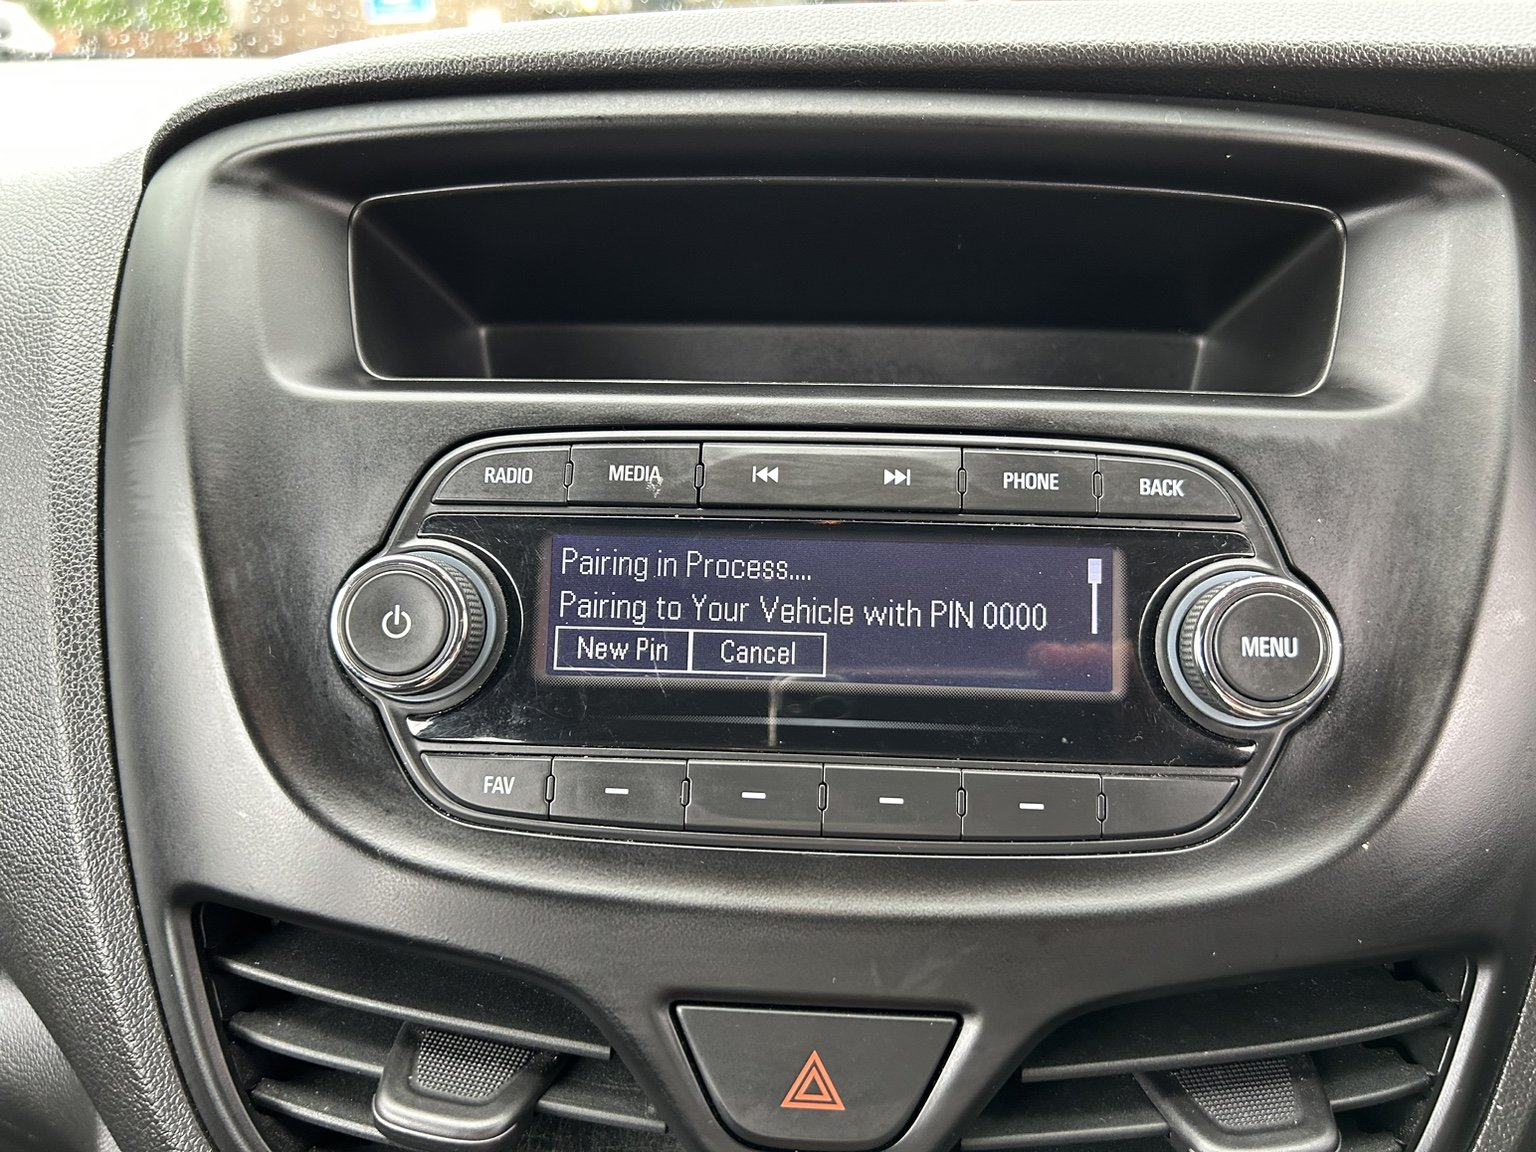 RADIO MEDIA PHONE BACK
Pairing in Process....
Pairing to Your Vehicle with PIN 0000
New Pin Cancel
MENU
FAV